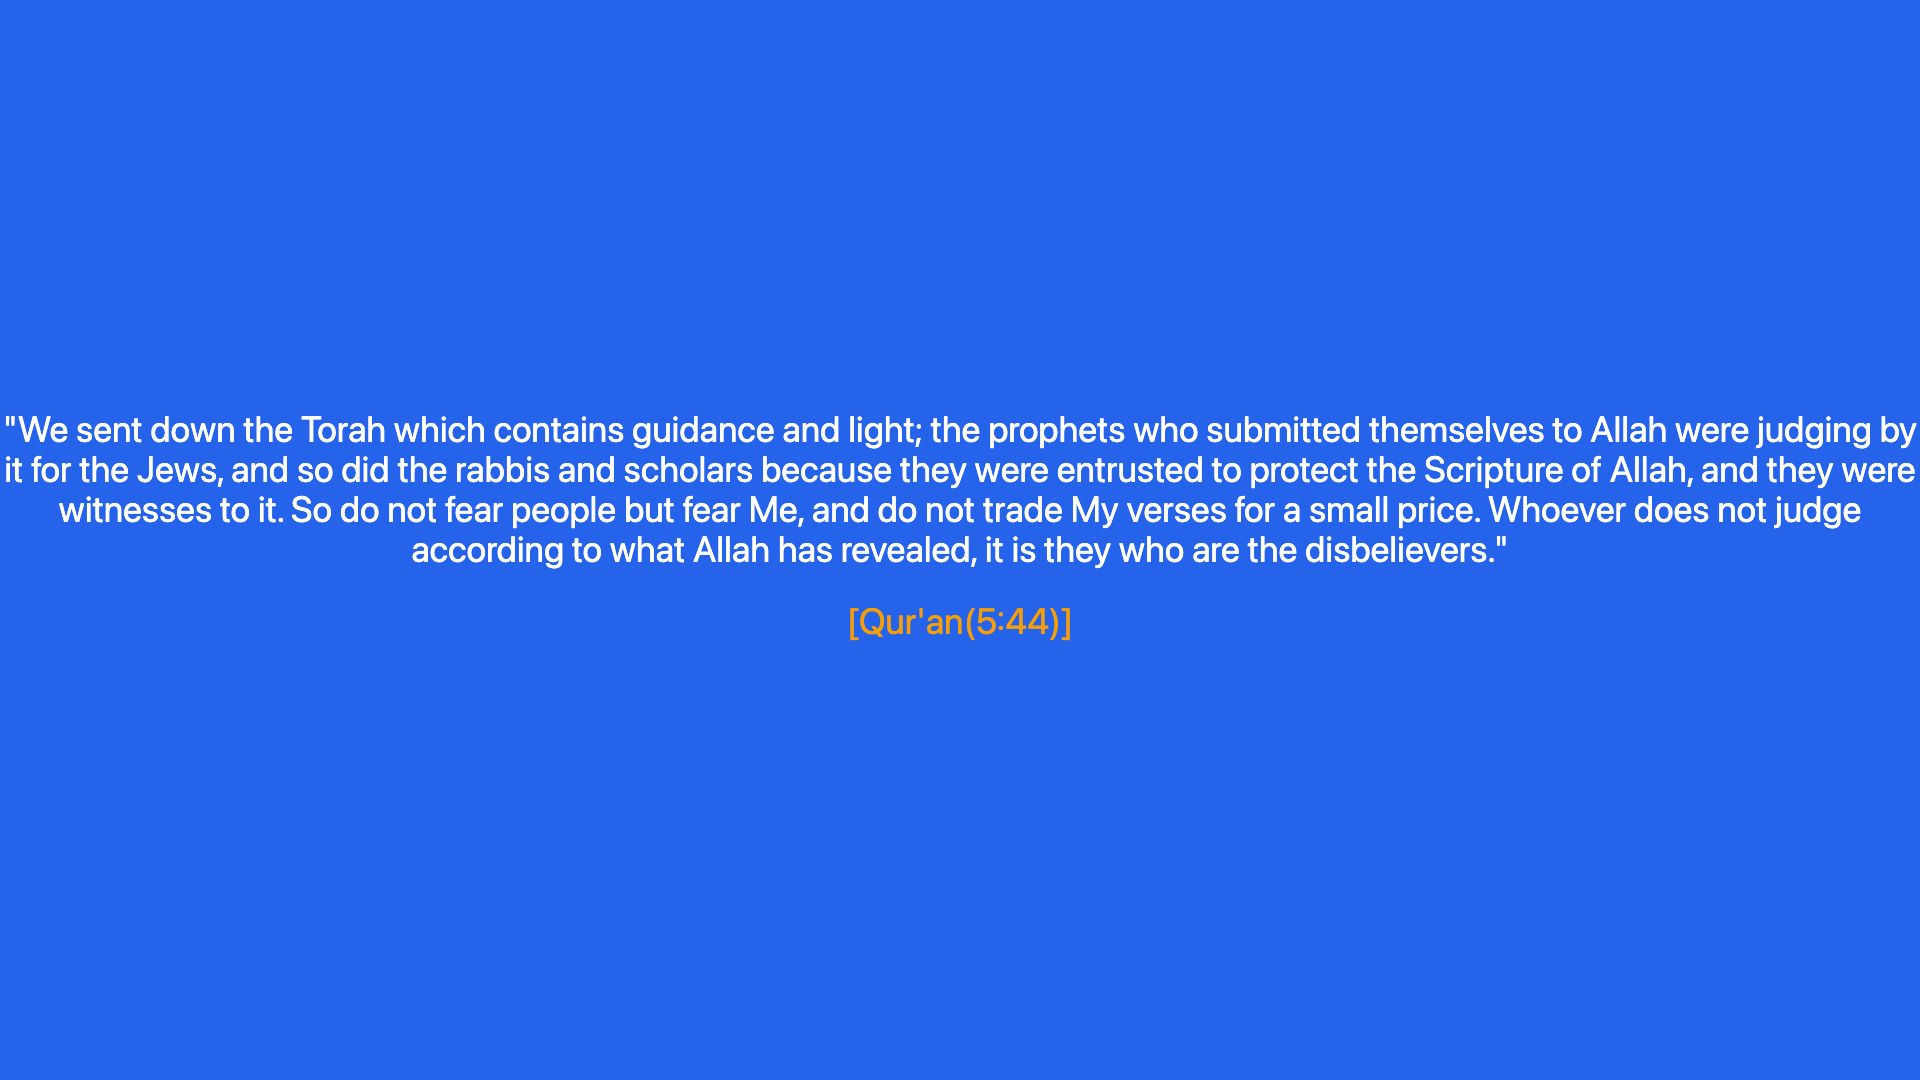 "We sent down the Torah which contains guidance and light; the prophets who submitted themselves to Allah were judging by
it for the Jews, and so did the rabbis and scholars because they were entrusted to protect the Scripture of Allah, and they were
witnesses to it. So do not fear people but fear Me, and do not trade My verses for a small price. Whoever does not judge
according to what Allah has revealed, it is they who are the disbelievers."
[Qur'an(5:44)]